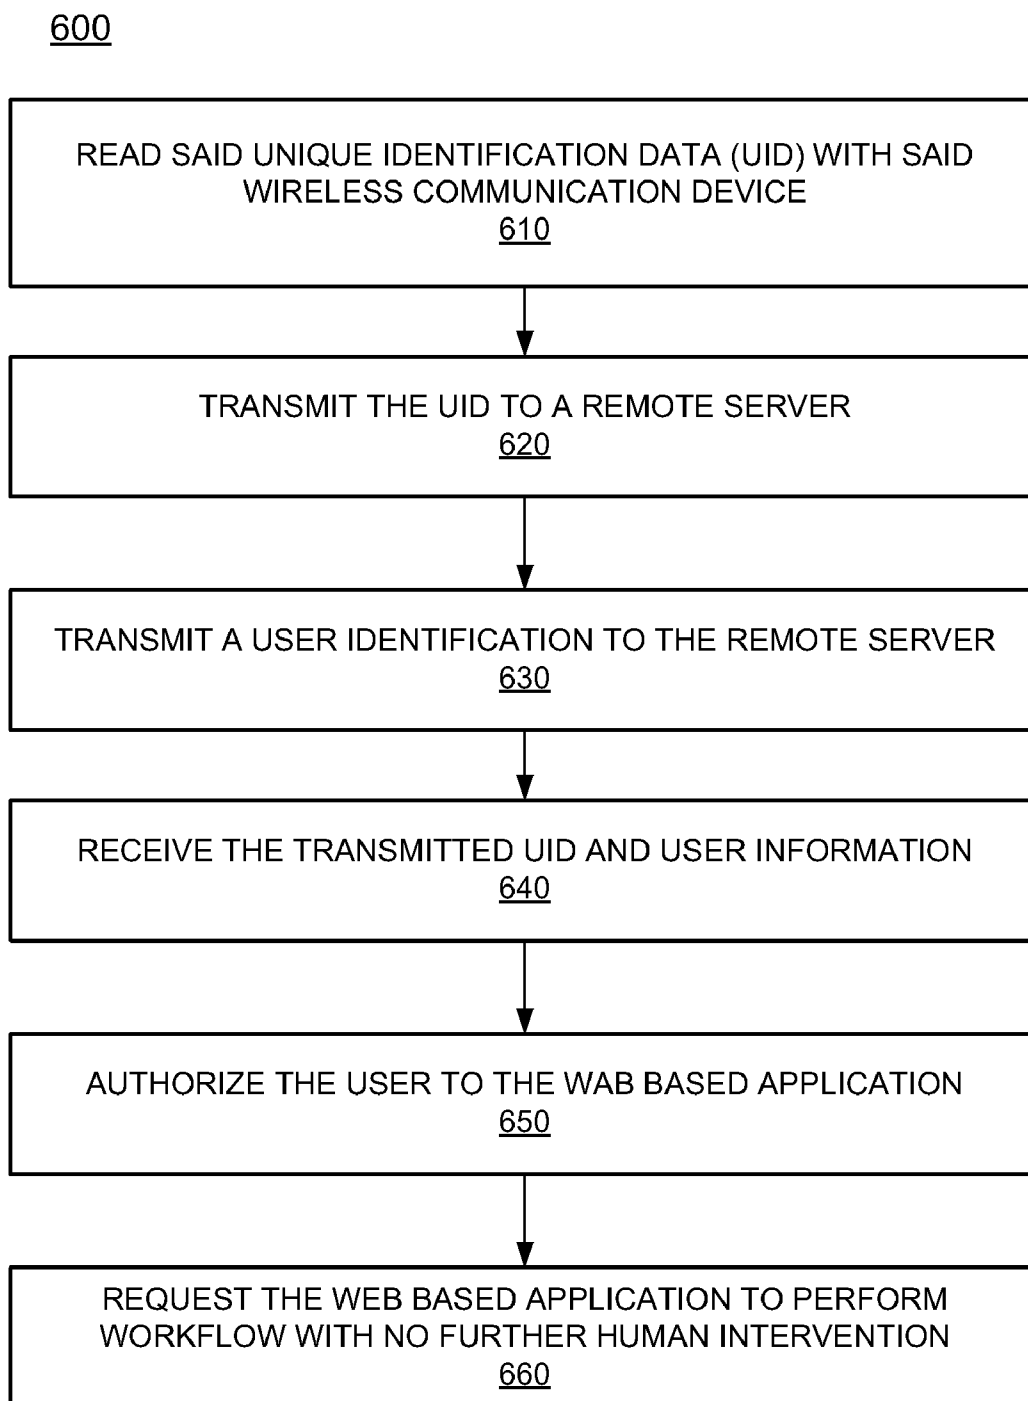 600
READ SAID UNIQUE IDENTIFICATION DATA (UID) WITH SAID
WIRELESS COMMUNICATION DEVICE
610
TRANSMIT THE UID TO A REMOTE SERVER
620
TRANSMIT A USER IDENTIFICATION TO THE REMOTE SERVER
630
RECEIVE THE TRANSMITTED UID AND USER INFORMATION
640
AUTHORIZE THE USER TO THE WAB BASED APPLICATION
650
REQUEST THE WEB BASED APPLICATION TO PERFORM
WORKFLOW WITH NO FURTHER HUMAN INTERVENTION
660